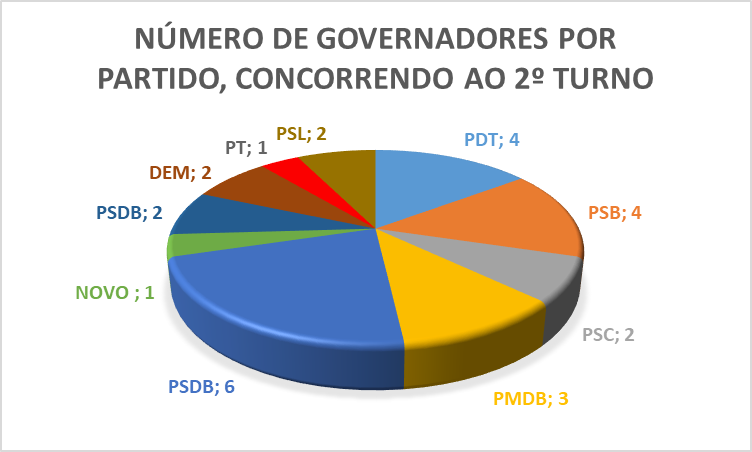 NÚMERO DE GOVERNADORES POR
PARTIDO, CONCORRENDO AO 2º TURNO
PDT; 4
PSB; 4
PSC; 2
PMDB; 3
PSDB; 6
NOVO ; 1
PSDB; 2
DEM; 2
PT; 1
PSL; 2